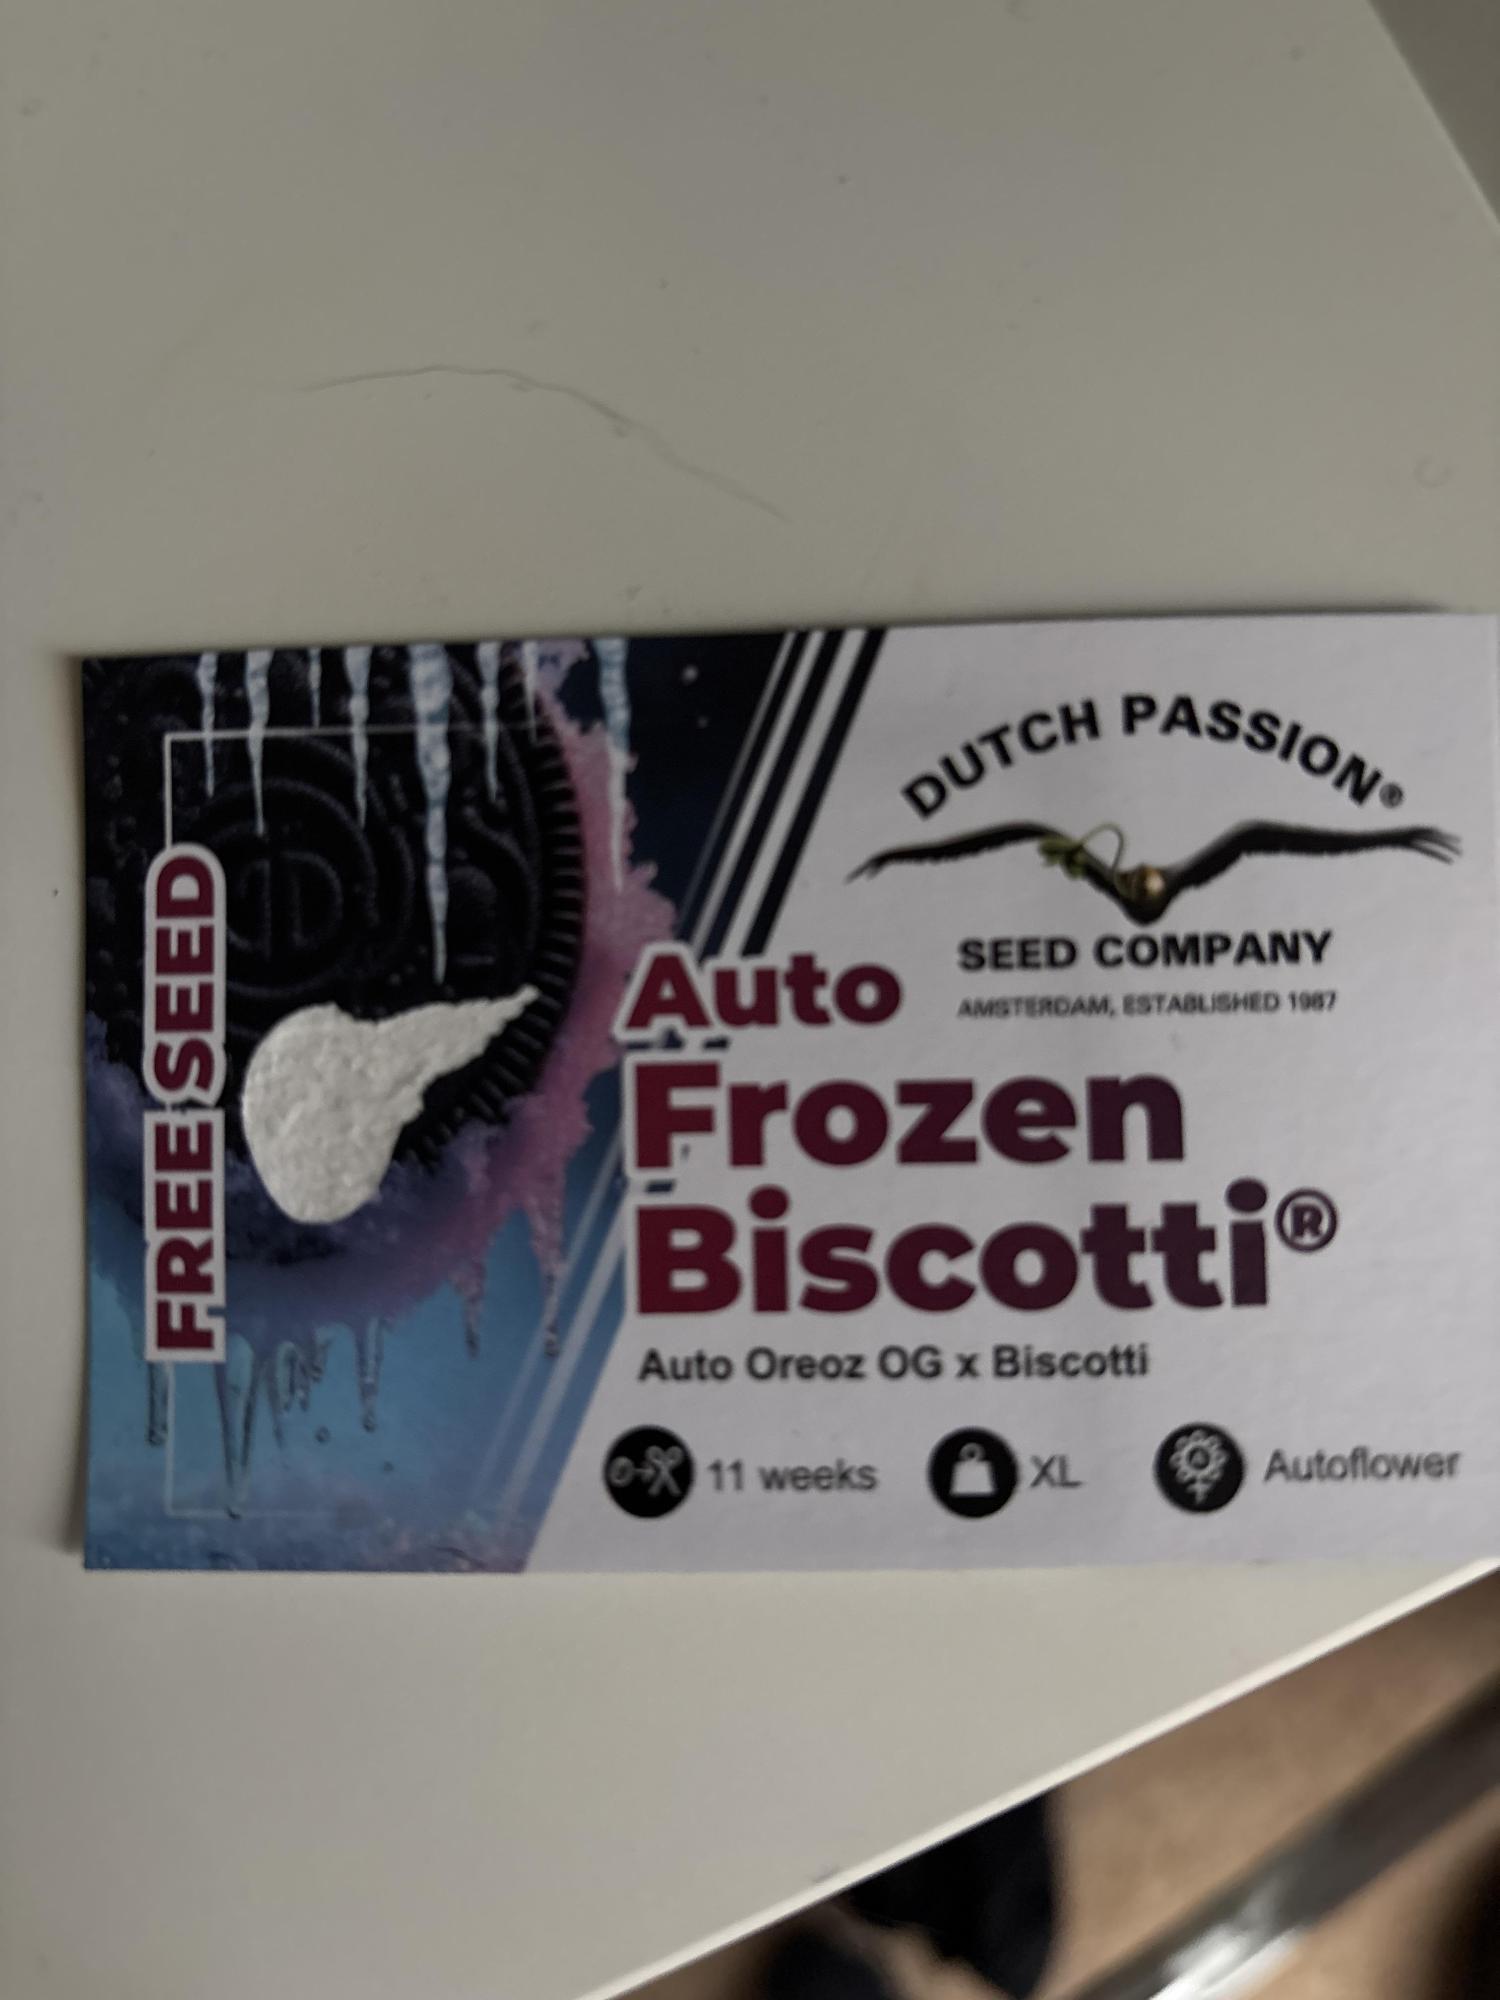 FREE SEED
DUTCH PASSION®
SEED COMPANY
AMSTERDAM, ESTABLISHED 1987
Auto
Frozen
Biscotti®
Auto Oreoz OG x Biscotti
11 weeks
XL
Autoflower